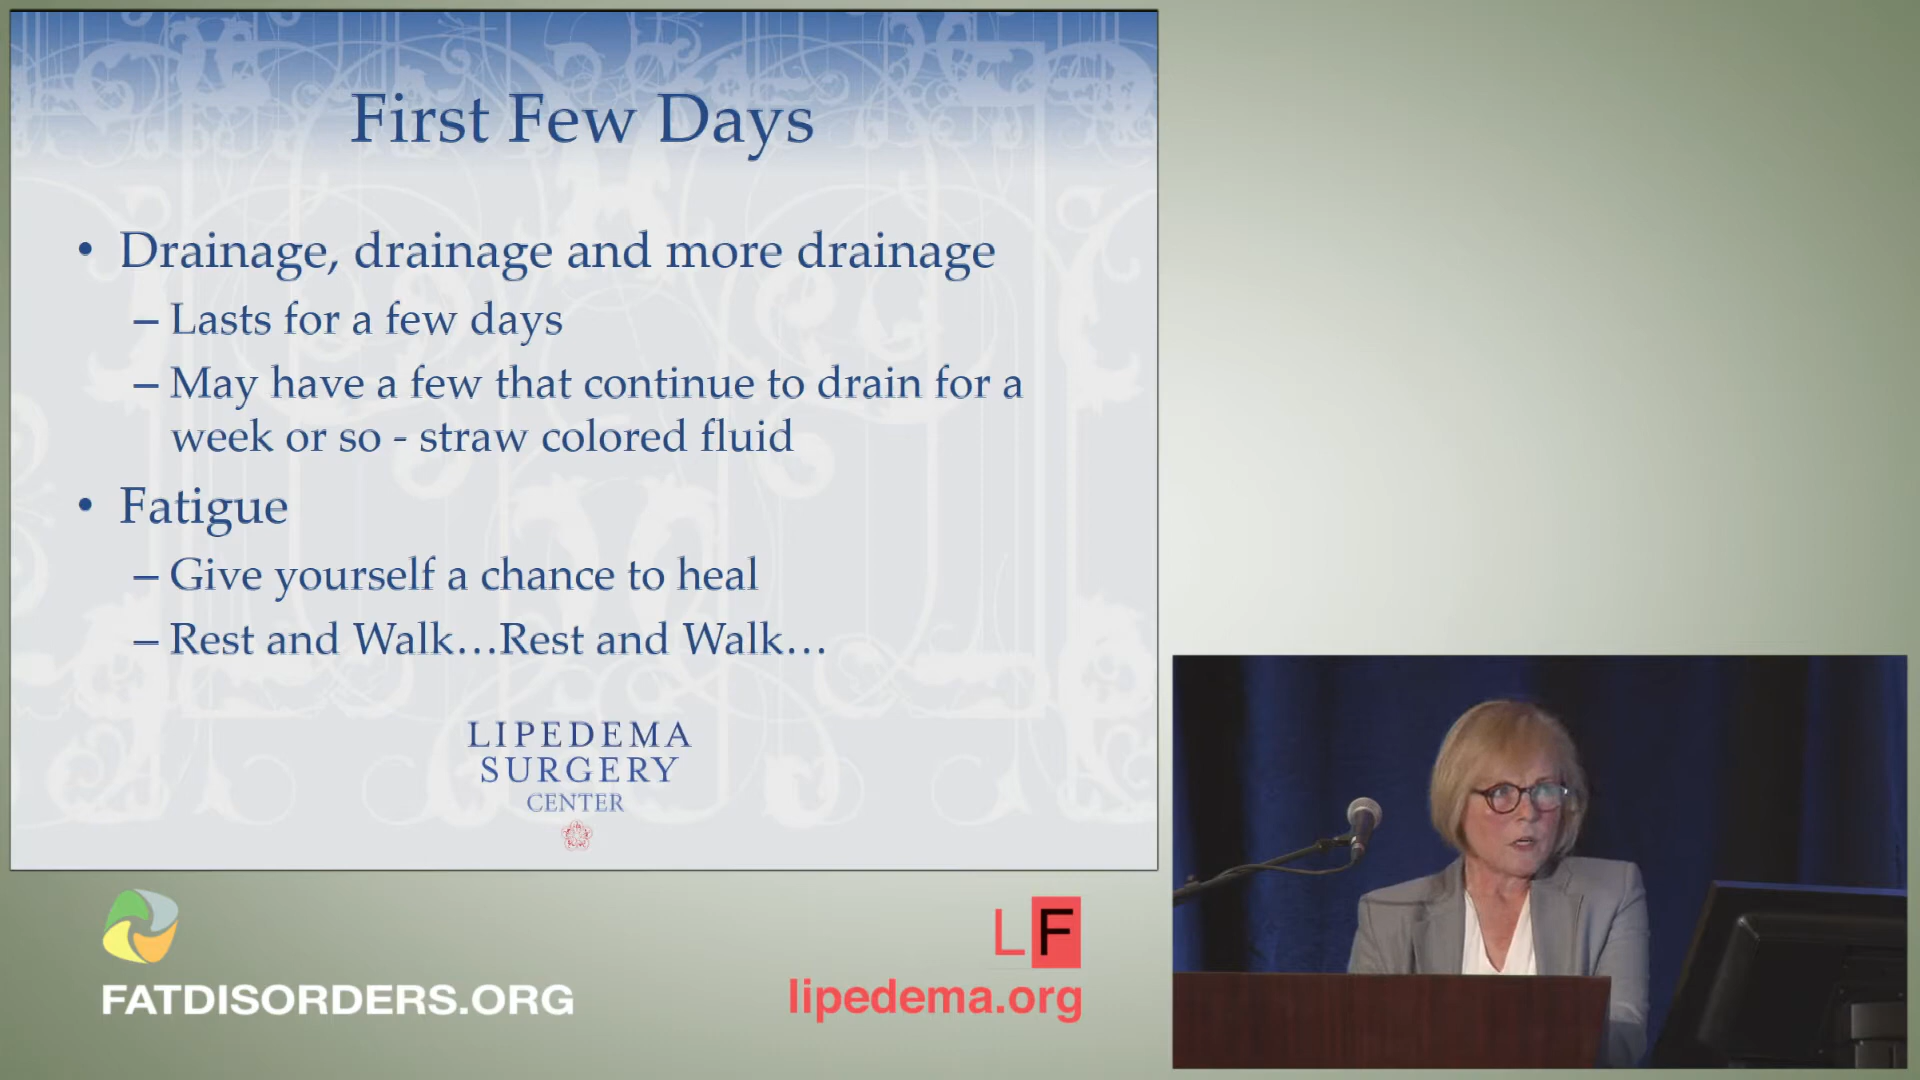 First Few Days
• Drainage, drainage and more drainage
– Lasts for a few days
– May have a few that continue to drain for a
week or so - straw colored fluid
• Fatigue
– Give yourself a chance to heal
– Rest and Walk…Rest and Walk…
LIPEDEMA
SURGERY
CENTER
FATDISORDERS.ORG
LF
lipedema.org